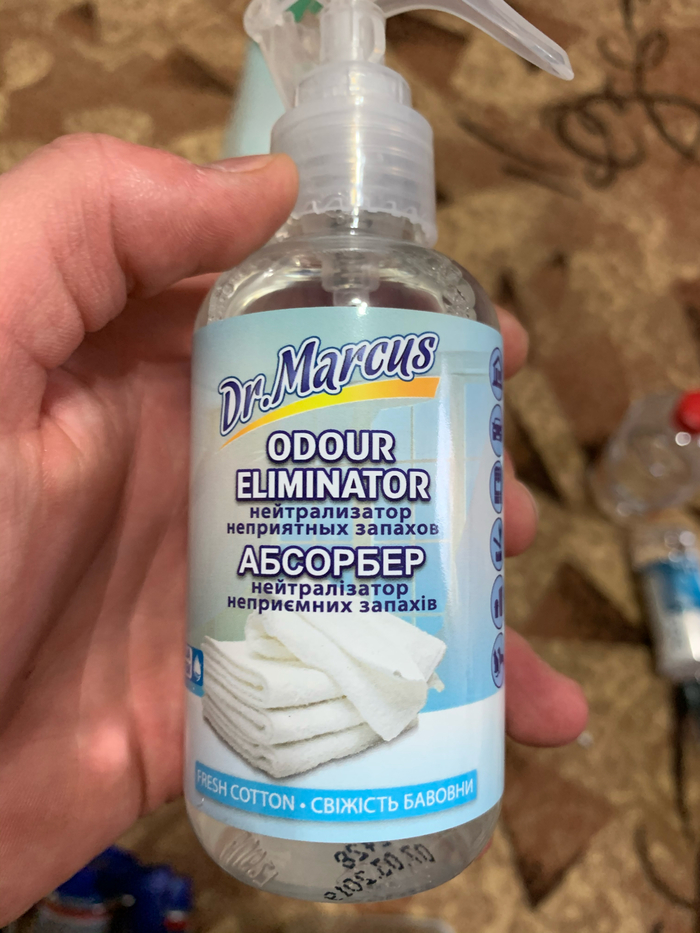 Dr.Marcus
ODOUR
ELIMINATOR
нейтрализатор
неприятных запахов
АБСОРБЕР
нейтралізатор
неприємних запахів
FRESH COTTON • СВІЖІСТЬ БАВОВНИ